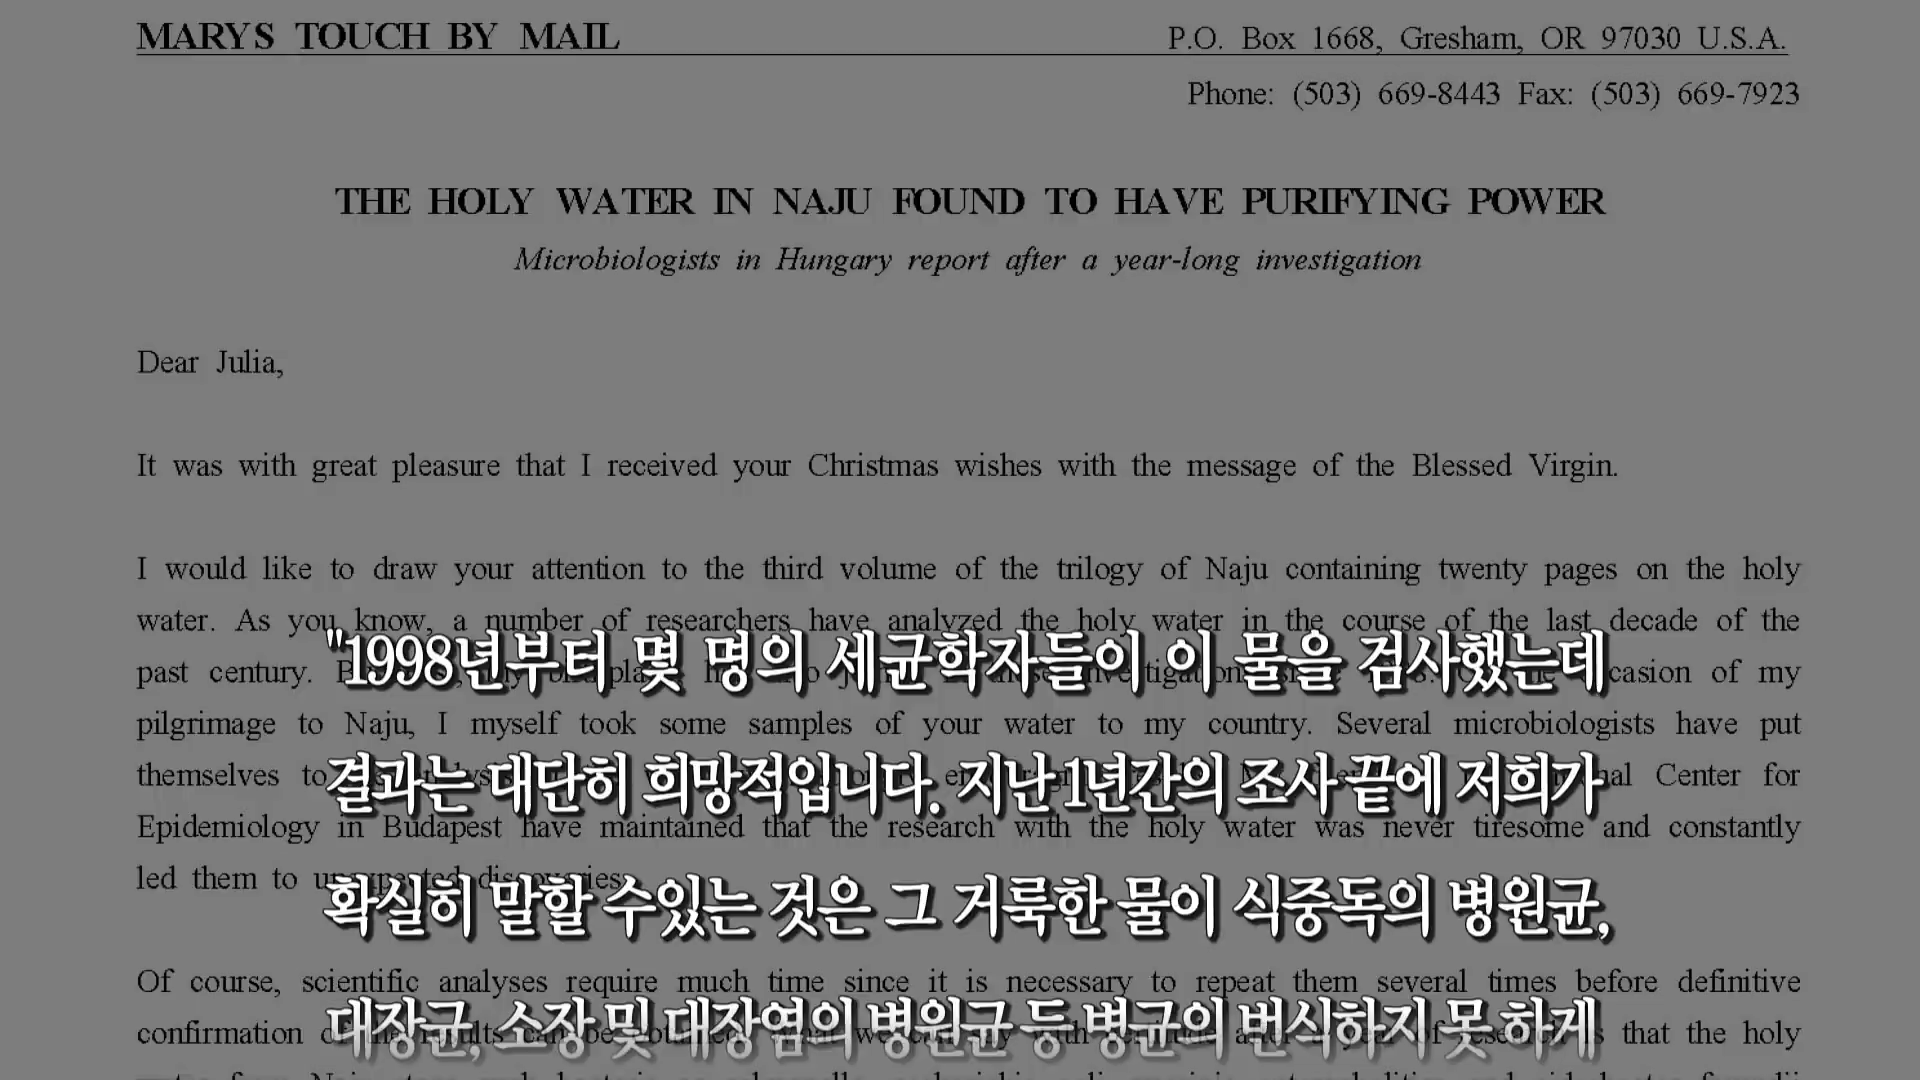 MARYS TOUCH BY MAIL
P.O. Box 1668, Gresham, OR 97030 U.S.A.
Phone: (503) 669-8443 Fax: (503) 669-7923
THE HOLY WATER IN NAJU FOUND TO HAVE PURIFYING POWER
Microbiologists in Hungary report after a year-long investigation
Dear Julia,
It was with great pleasure that I received your Christmas wishes with the message of the Blessed Virgin.
I would like to draw your attention to the third volume of the trilogy of Naju containing twenty pages on the holy
water. As you know, a number of researchers have analyzed the holy water in the course of the last decade of the
past century. of my
pilgrimage to Naju, I myself took some samples of your water to my country. Several microbiologists have put
themselves Center for
Epidemiology in Budapest have maintained that the research with the holy water was never tiresome and constantly
led them to unexpected discoveries
Of course, scientific analyses require much time since it is necessary to repeat them several times before definitive
confirmation that the holy
"1998년부터 몇 명의 세균학자들이 이 물을 검사했는데
결과는 대단히 희망적입니다. 지난 1년간의 조사 끝에 저희가
확실히 말할 수있는 것은 그 거룩한 물이 식중독의 병원균,
대장균, 소장 및 대장염의 병원균 등 병균의 번식하지 못 하게